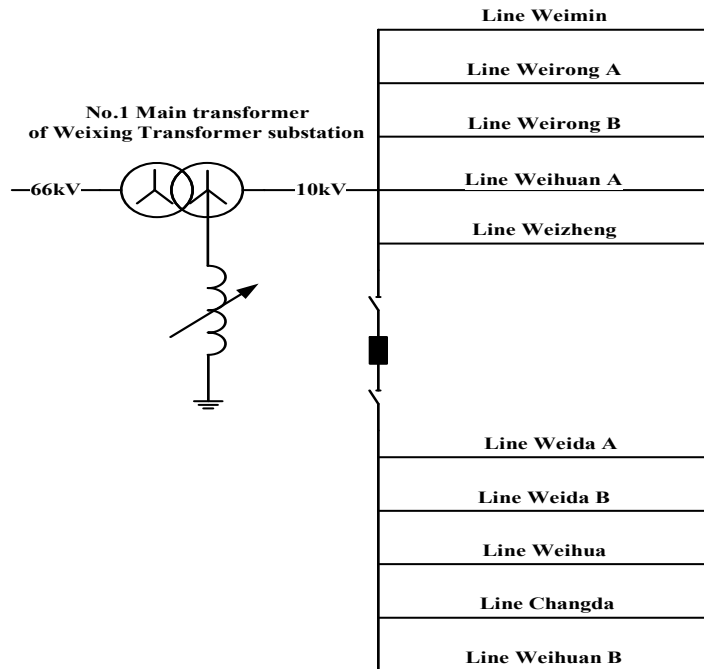 Line Weimin
Line Weirong A
No.1 Main transformer
of Weixing Transformer substation
Line Weirong B
66kV
10kV
Line Weihuan A
Line Weizheng
Line Weida A
Line Weida B
Line Weihua
Line Changda
Line Weihuan B